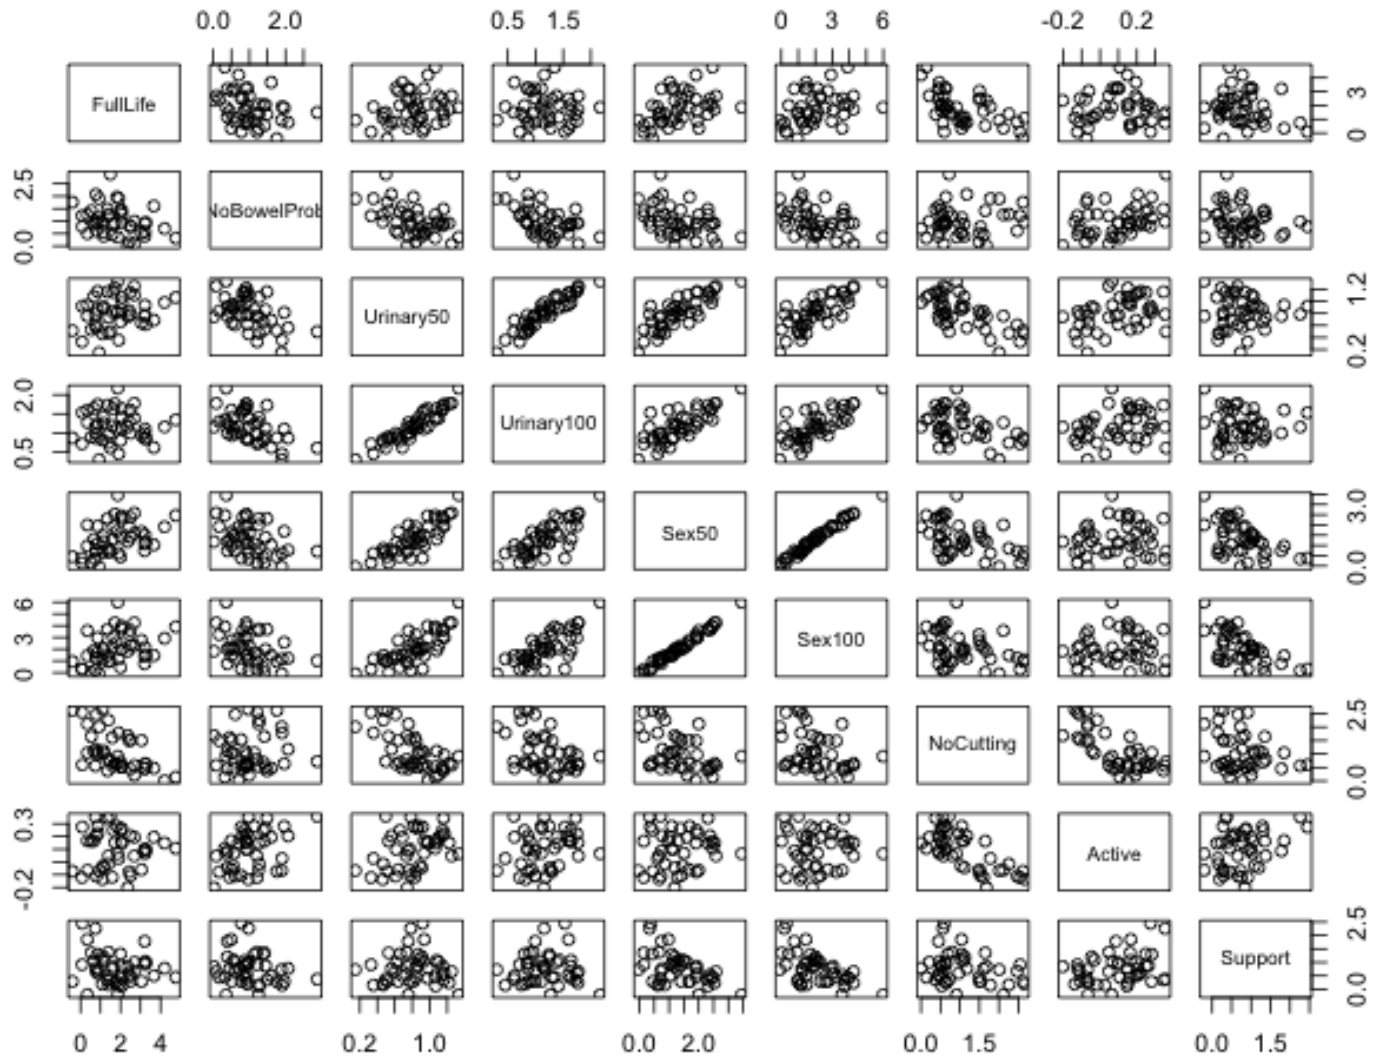 0.0 2.0 0.5 1.5 0 3 6 -0.2 0.2
FullLife 0 3
0.0 2.5 NoBowelProb
Urinary50 0.2 1.2
0.5 2.0 Urinary100
Sex50 0.0 3.0
0 3 6 Sex100
NoCutting 0.0 2.5
-0.2 0.3 Active
Support 0.0 2.5
0 2 4 0.2 1.0 0.0 2.0 0.0 1.5 0.0 1.5